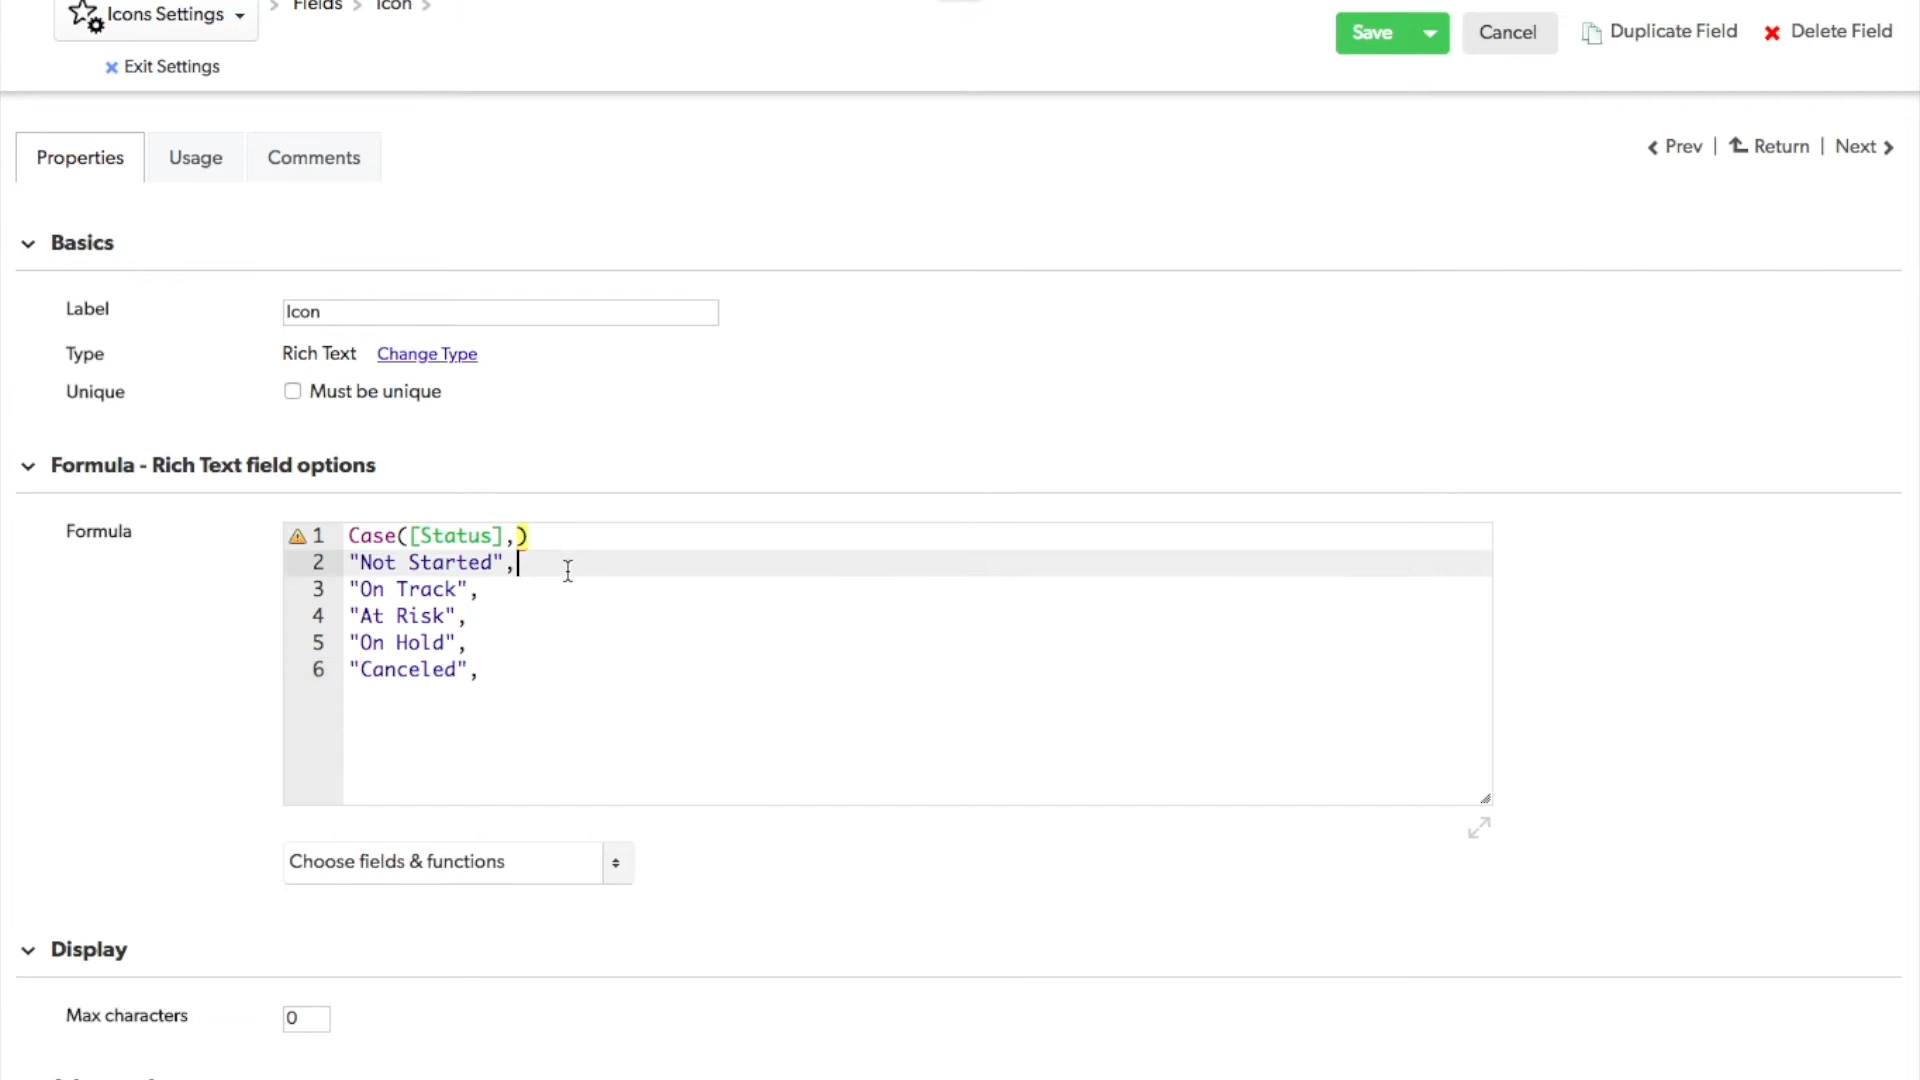 Icons Settings
Fields
Icon
Save
Cancel
Duplicate Field
Delete Field
Exit Settings
Properties
Usage
Comments
Prev | Return | Next
Basics
Label
Icon
Type
Rich Text
Change Type
Unique
Must be unique
Formula - Rich Text field options
Formula
1 Case([Status],)
2 "Not Started",
3 "On Track",
4 "At Risk",
5 "On Hold",
6 "Canceled",
Choose fields & functions
Display
Max characters
0